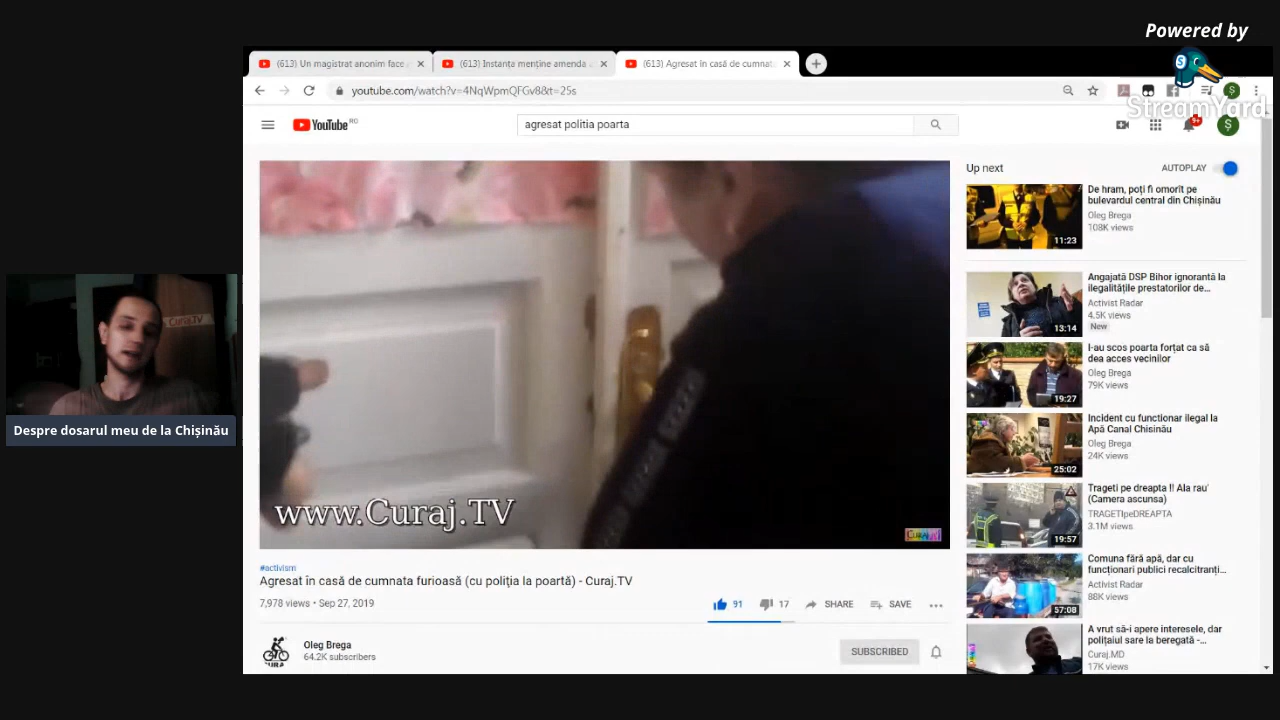 Powered by
StreamYard
(613) Un magistrat anonim face
(613) Instanța menține amenda
(613) Agresat în casă de cumnat
youtube.com/watch?v=4NqWpmQFGv8&t=25s
YouTube RO
agresat politia poarta
9+
Up next
AUTOPLAY
De hram, poți fi omorît pe
bulevardul central din Chișinău
Oleg Brega
108K views
11:23
Angajată DSP Bihor ignorantă la
ilegalitățile prestatorilor de...
Activist Radar
4.5K views
New
13:14
I-au scos poarta forțat ca să
dea acces vecinilor
Oleg Brega
79K views
19:27
Incident cu functionar ilegal la
Apă Canal Chisinău
Oleg Brega
24K views
25:02
Trageti pe dreapta !! Ala rau'
(Camera ascunsa)
TRAGETIpeDREAPTA
3.1M views
19:57
Comuna fără apă, dar cu
funcționari publici recalcitranți...
Activist Radar
88K views
57:08
A vrut să-i apere interesele, dar
polițaiul sare la beregată -...
Curaj.MD
17K views
CurajTV
Despre dosarul meu de la Chișinău
www.Curaj.TV
#activism
Agresat în casă de cumnata furioasă (cu poliția la poartă) - Curaj.TV
7,978 views • Sep 27, 2019
91
17
SHARE
SAVE
Oleg Brega
64.2K subscribers
SUBSCRIBED